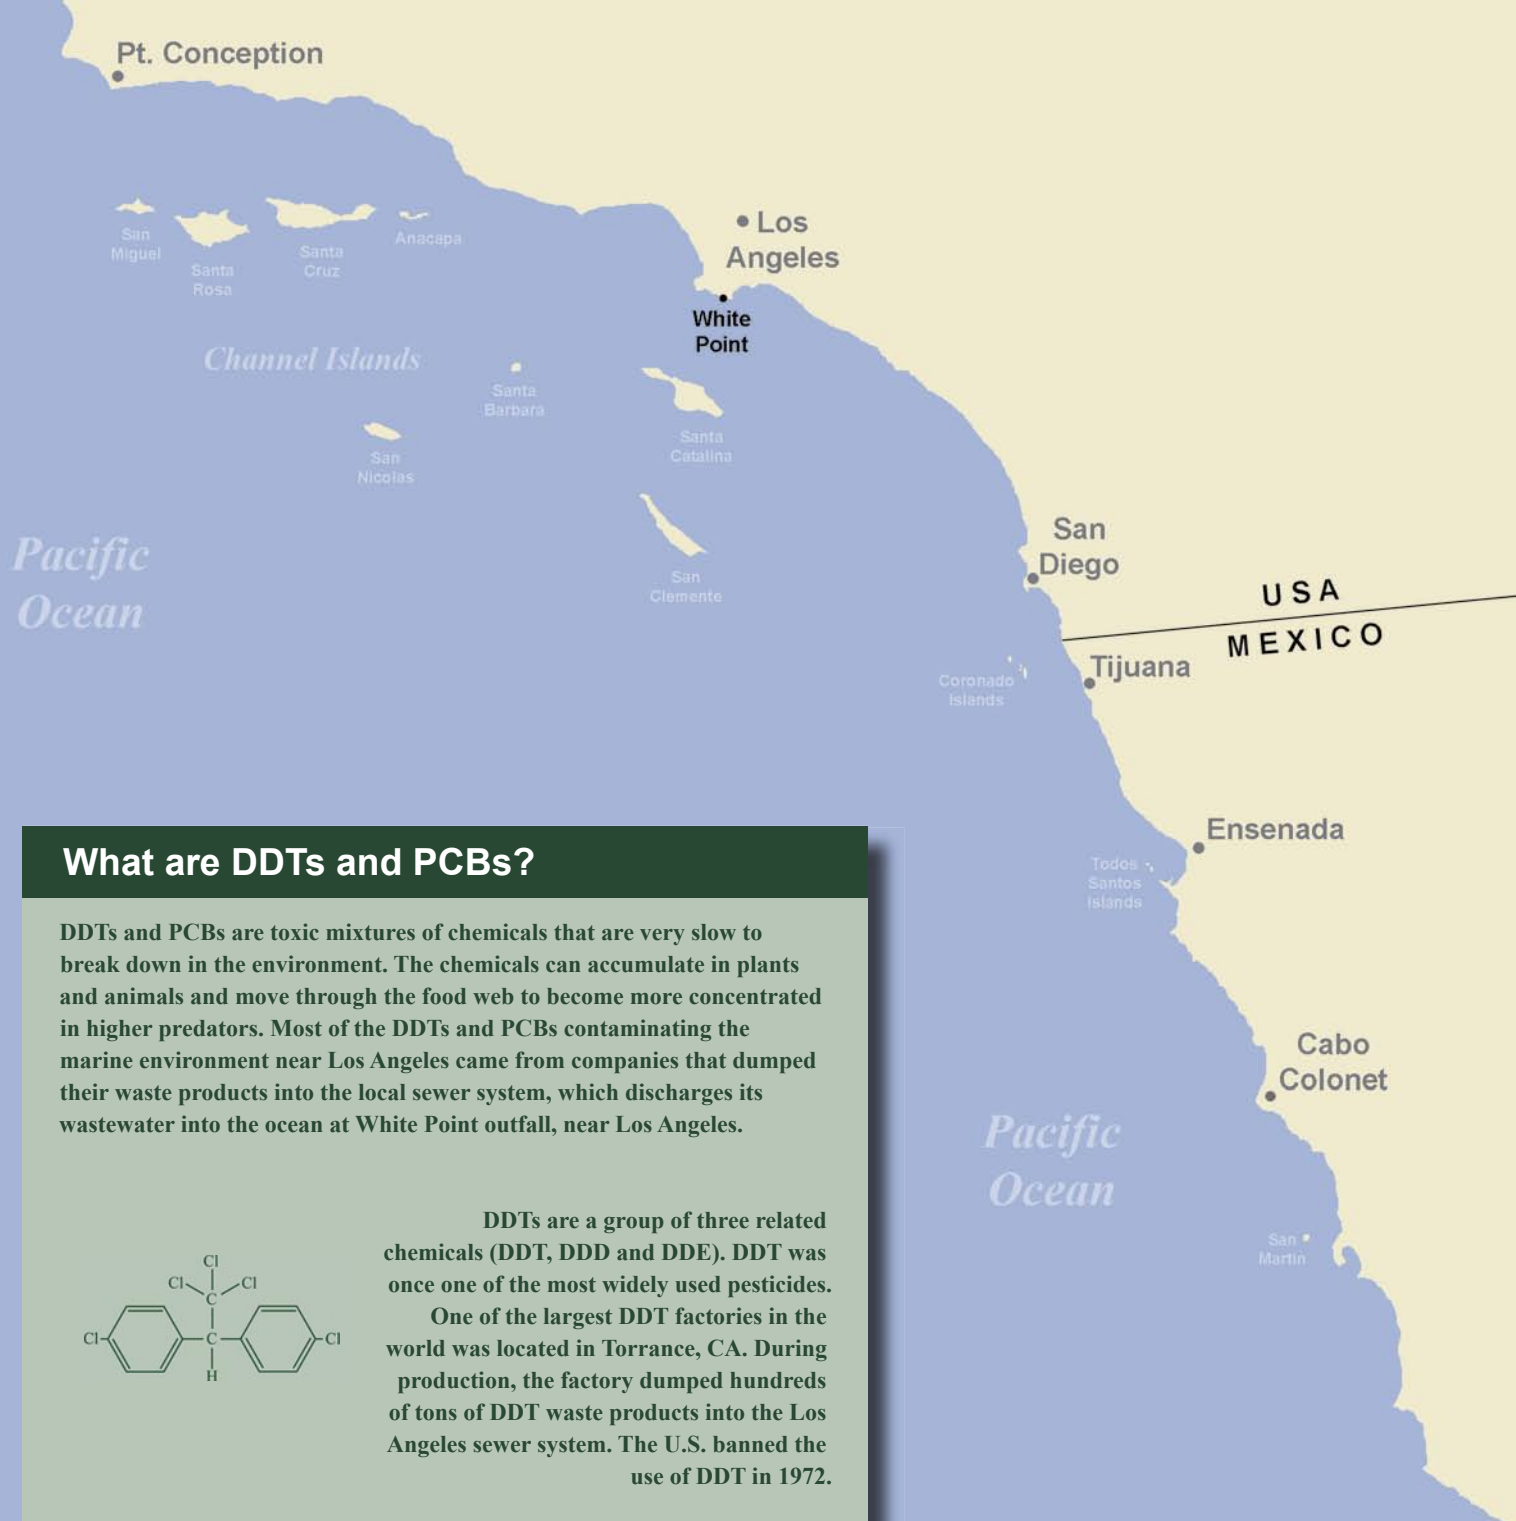 Pt. Conception
Los
Angeles
White
Point
San
Miguel
Santa
Rosa
Santa
Cruz
Anacapa
Channel Islands
Santa
Barbara
San
Nicolas
Santa
Catalina
San
Clemente
Pacific
Ocean
San
Diego
USA
MEXICO
Tijuana
Coronado
Islands
Ensenada
Todos
Santos
Islands
Cabo
Colonet
Pacific
Ocean
San
Martin
What are DDTs and PCBs?
DDTs and PCBs are toxic mixtures of chemicals that are very slow to
break down in the environment. The chemicals can accumulate in plants
and animals and move through the food web to become more concentrated
in higher predators. Most of the DDTs and PCBs contaminating the
marine environment near Los Angeles came from companies that dumped
their waste products into the local sewer system, which discharges its
wastewater into the ocean at White Point outfall, near Los Angeles.
Cl
Cl Cl
C
Cl C Cl
H
DDTs are a group of three related
chemicals (DDT, DDD and DDE). DDT was
once one of the most widely used pesticides.
One of the largest DDT factories in the
world was located in Torrance, CA. During
production, the factory dumped hundreds
of tons of DDT waste products into the Los
Angeles sewer system. The U.S. banned the
use of DDT in 1972.